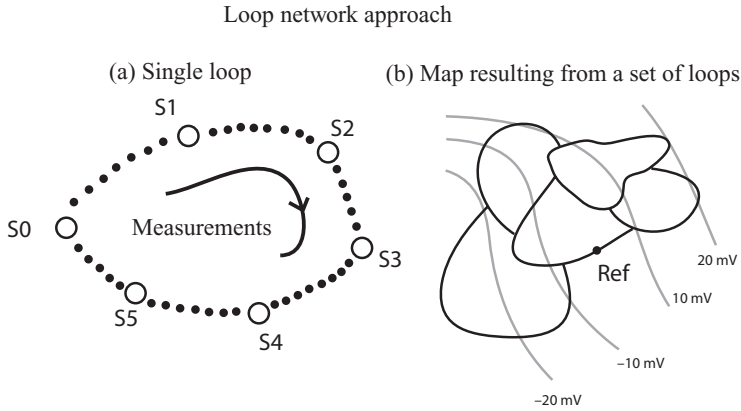 Loop network approach
(a) Single loop
(b) Map resulting from a set of loops
S1
S2
S0
Measurements
S3
S5
S4
Ref
20 mV
10 mV
–10 mV
–20 mV